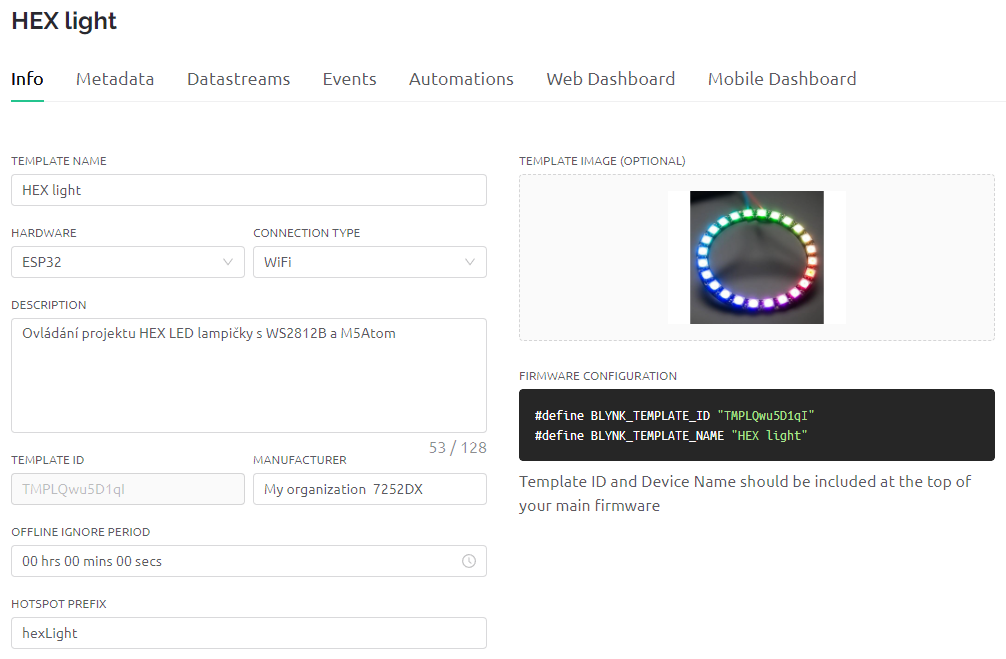 HEX light
Info Metadata Datastreams Events Automations Web Dashboard Mobile Dashboard
TEMPLATE NAME
HEX light
HARDWARE
ESP32
CONNECTION TYPE
WiFi
DESCRIPTION
Ovládání projektu HEX LED lampičky s WS2812B a M5Atom
53 / 128
TEMPLATE ID
TMPLQwu5D1qI
MANUFACTURER
My organization 7252DX
OFFLINE IGNORE PERIOD
00 hrs 00 mins 00 secs
HOTSPOT PREFIX
hexLight
TEMPLATE IMAGE (OPTIONAL)
FIRMWARE CONFIGURATION
#define BLYNK_TEMPLATE_ID "TMPLQwu5D1qI"
#define BLYNK_TEMPLATE_NAME "HEX light"
Template ID and Device Name should be included at the top of
your main firmware